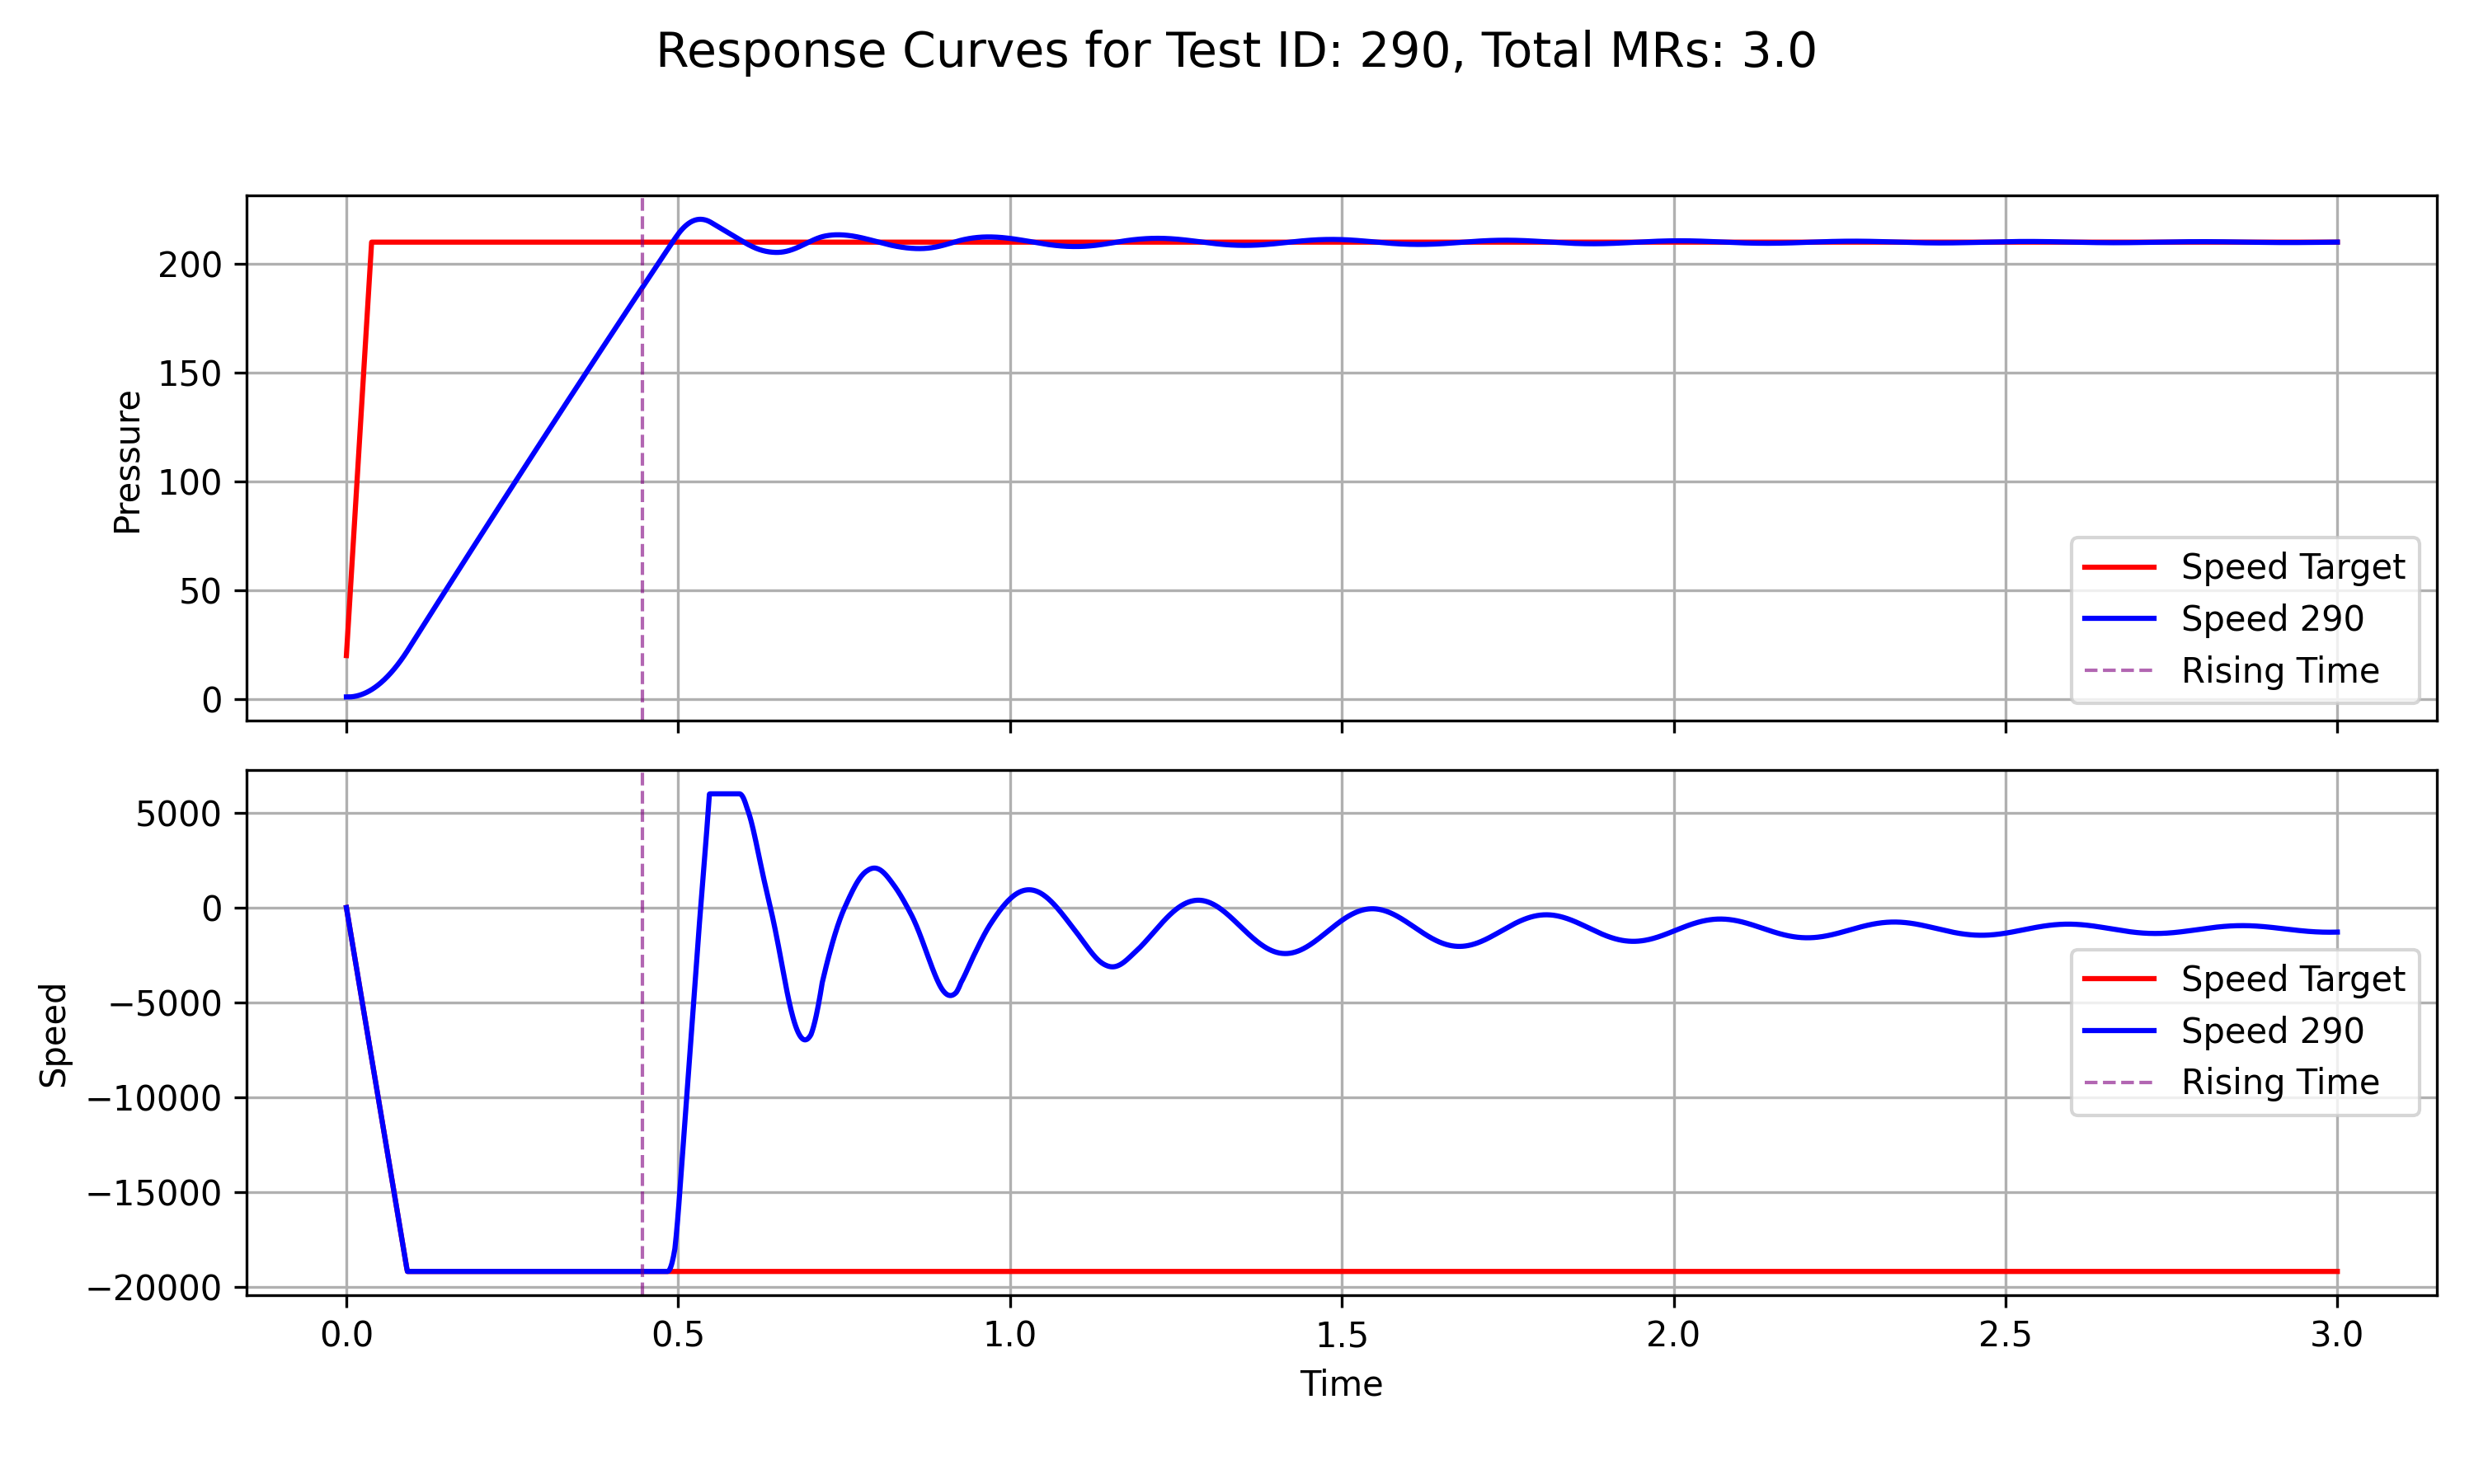 Response Curves for Test ID: 290, Total MRs: 3.0
200
150
100
50
0
Pressure
Speed Target
Speed 290
Rising Time
5000
0
−5000
−10000
−15000
−20000
Speed
Speed Target
Speed 290
Rising Time
0.0 0.5 1.0 1.5 2.0 2.5 3.0
Time